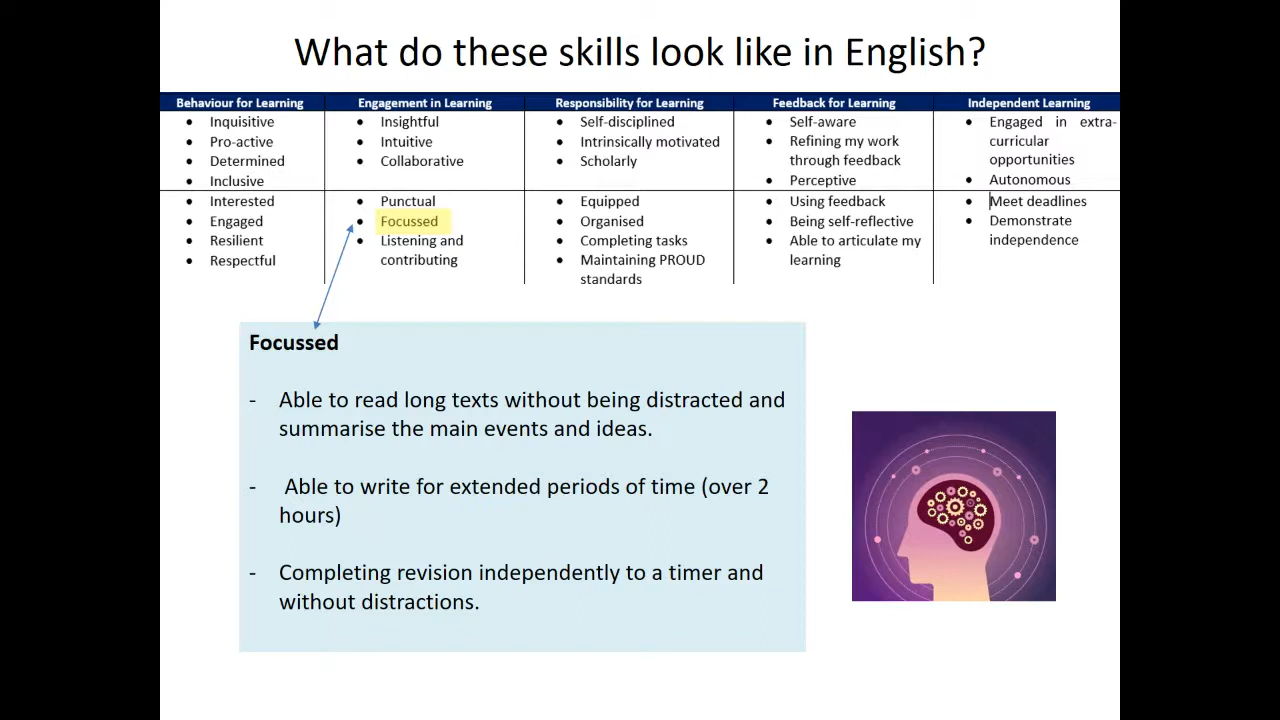 What do these skills look like in English?
Behaviour for Learning
Engagement in Learning
Responsibility for Learning
Feedback for Learning
Independent Learning
• Inquisitive
• Pro-active
• Determined
• Inclusive
• Insightful
• Intuitive
• Collaborative
• Self-disciplined
• Intrinsically motivated
• Scholarly
• Self-aware
• Refining my work
through feedback
• Perceptive
• Engaged in extra-
curricular
opportunities
• Autonomous
• Interested
• Engaged
• Resilient
• Respectful
• Punctual
• Focussed
• Listening and
contributing
• Equipped
• Organised
• Completing tasks
• Maintaining PROUD
standards
• Using feedback
• Being self-reflective
• Able to articulate my
learning
• Meet deadlines
• Demonstrate
independence
Focussed
- Able to read long texts without being distracted and
summarise the main events and ideas.
- Able to write for extended periods of time (over 2
hours)
- Completing revision independently to a timer and
without distractions.